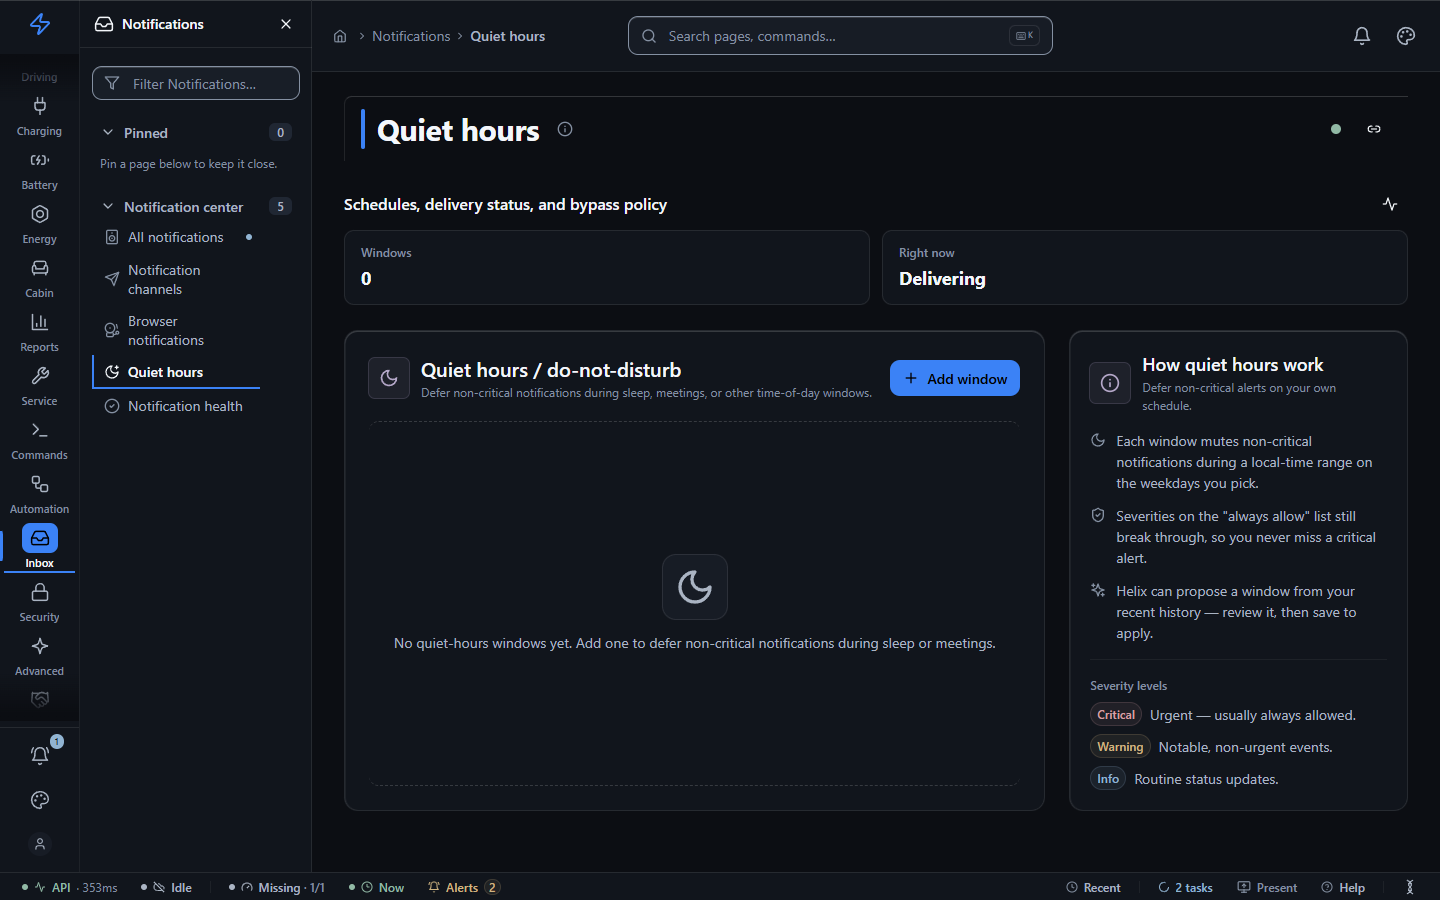 Notifications
Notifications
Quiet hours
Search pages, commands...
K
Driving
Charging
Battery
Energy
Cabin
Reports
Service
Commands
Automation
Inbox
Security
Advanced
1
Filter Notifications...
Pinned
0
Pin a page below to keep it close.
Notification center
5
All notifications
Notification
channels
Browser
notifications
Quiet hours
Notification health
Quiet hours
Schedules, delivery status, and bypass policy
Windows
0
Right now
Delivering
Quiet hours / do-not-disturb
Defer non-critical notifications during sleep, meetings, or other time-of-day windows.
Add window
No quiet-hours windows yet. Add one to defer non-critical notifications during sleep or meetings.
How quiet hours work
Defer non-critical alerts on your own
schedule.
Each window mutes non-critical
notifications during a local-time range on
the weekdays you pick.
Severities on the "always allow" list still
break through, so you never miss a critical
alert.
Helix can propose a window from your
recent history — review it, then save to
apply.
Severity levels
Critical Urgent — usually always allowed.
Warning Notable, non-urgent events.
Info Routine status updates.
API · 353ms
Idle
Missing · 1/1
Now
Alerts 2
Recent
2 tasks
Present
Help